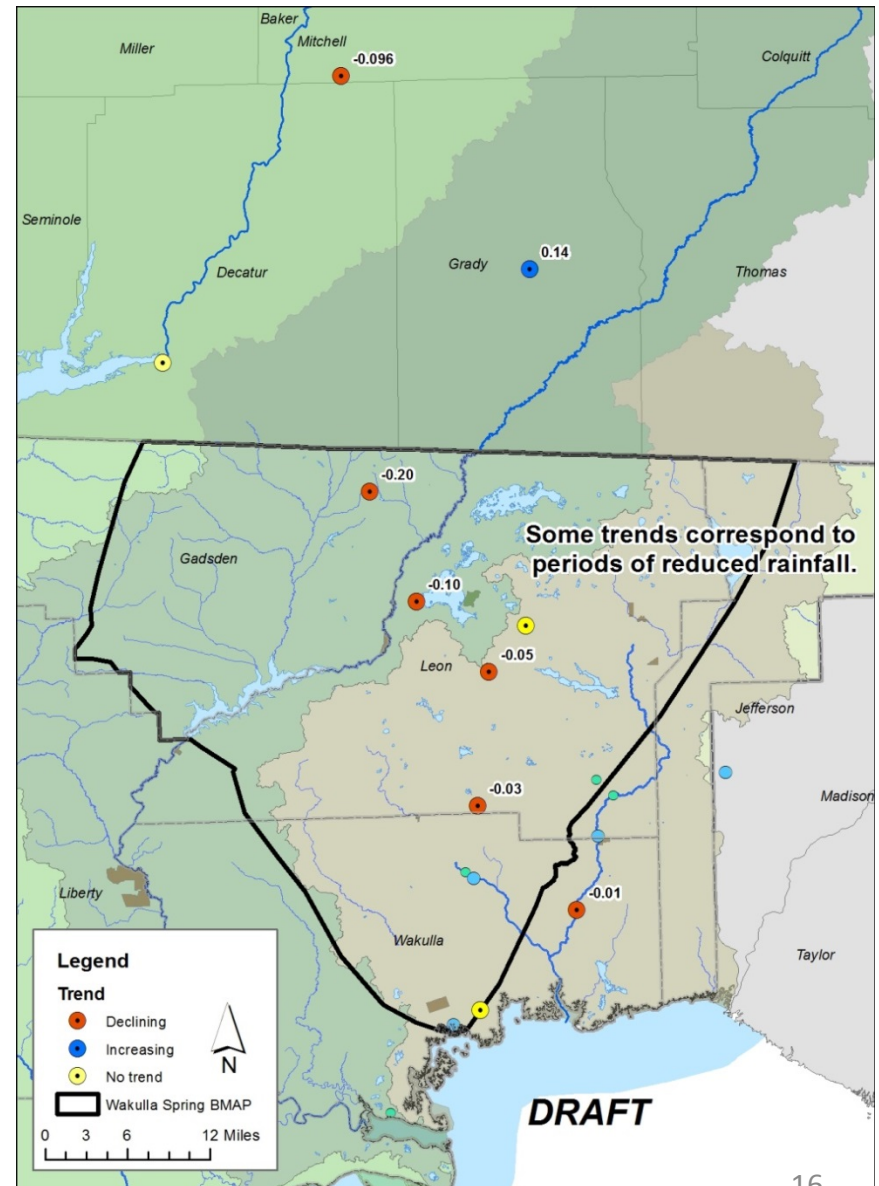 Baker
Miller
Mitchell
-0.096
Colquitt
Seminole
Decatur
Grady
0.14
Thomas
-0.20
Some trends correspond to
periods of reduced rainfall.
Gadsden
-0.10
Leon
-0.05
Jefferson
-0.03
Madison
Liberty
-0.01
Wakulla
Taylor
Legend
Trend
Declining
Increasing
No trend
N
Wakulla Spring BMAP
0 3 6 12 Miles
DRAFT
16